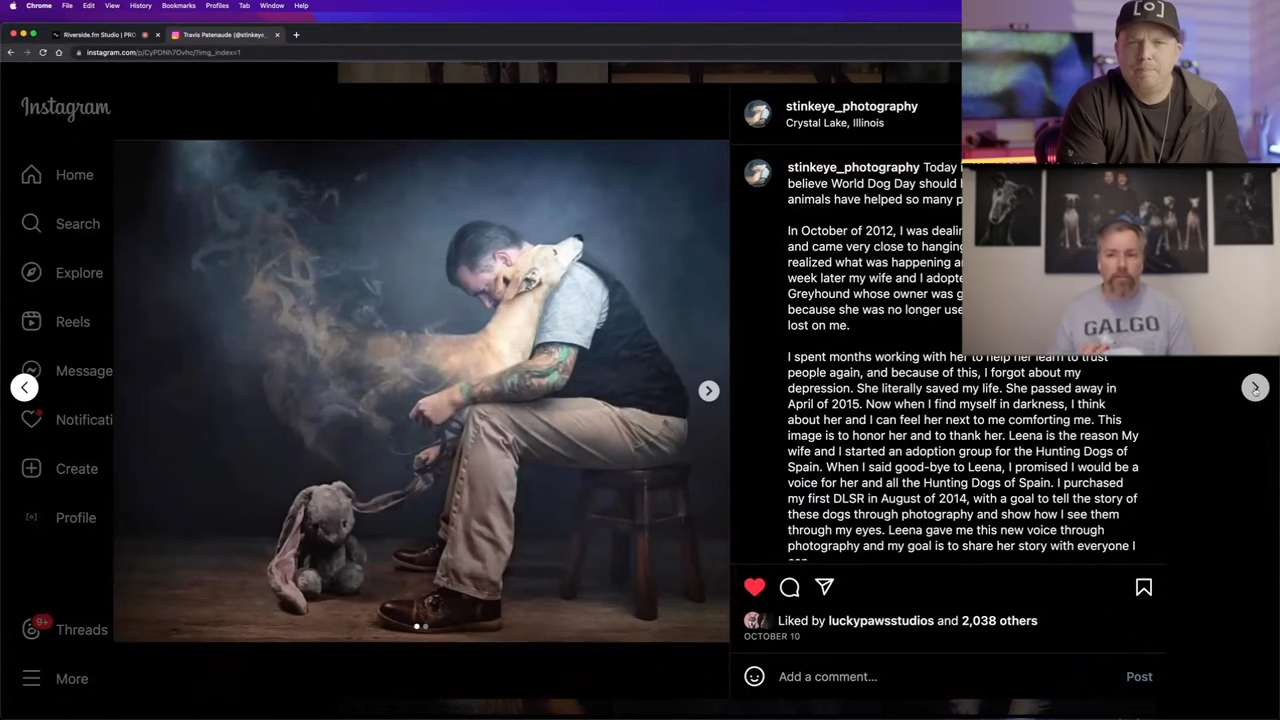 Chrome File Edit View History Bookmarks Profiles Tab Window Help
Riverside.fm Studio | PRO
Travis Patenaude (@stinkeye_
instagram.com/p/CyPDNh7Ovhc/?img_index=1
Instagram
Home
Search
Explore
Reels
Message
Notificati
Create
Profile
9+
Threads
More
stinkeye_photography
Crystal Lake, Illinois
stinkeye_photography Today
believe World Dog Day should
animals have helped so many
In October of 2012, I was
and came very close to hanging
realized what was happening
week later my wife and I
Greyhound whose owner was
because she was no longer
lost on me.
I spent months working with her to help her learn to trust
people again, and because of this, I forgot about my
depression. She literally saved my life. She passed away in
April of 2015. Now when I find myself in darkness, I think
about her and I can feel her next to me comforting me. This
image is to honor her and to thank her. Leena is the reason My
wife and I started an adoption group for the Hunting Dogs of
Spain. When I said good-bye to Leena, I promised I would be a
voice for her and all the Hunting Dogs of Spain. I purchased
my first DLSR in August of 2014, with a goal to tell the story of
these dogs through photography and show how I see them
through my eyes. Leena gave me this new voice through
photography and my goal is to share her story with everyone I
Liked by luckypawsstudios and 2,038 others
OCTOBER 10
Add a comment...
Post
GALGO